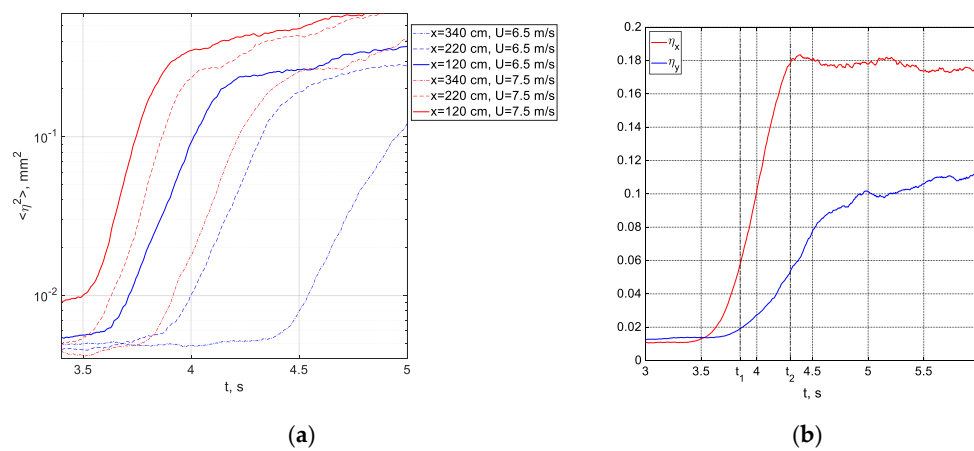 x=340 cm, U=6.5 m/s
x=220 cm, U=6.5 m/s
x=120 cm, U=6.5 m/s
x=340 cm, U=7.5 m/s
x=220 cm, U=7.5 m/s
x=120 cm, U=7.5 m/s
<η²>, mm²
10⁻¹
10⁻²
3.5 4 4.5 5
t, s
(a)
ηₓ
η_y
0.2
0.18
0.16
0.14
0.12
0.1
0.08
0.06
0.04
0.02
0
3 3.5 t₁ 4 t₂ 4.5 5 5.5
t, s
(b)